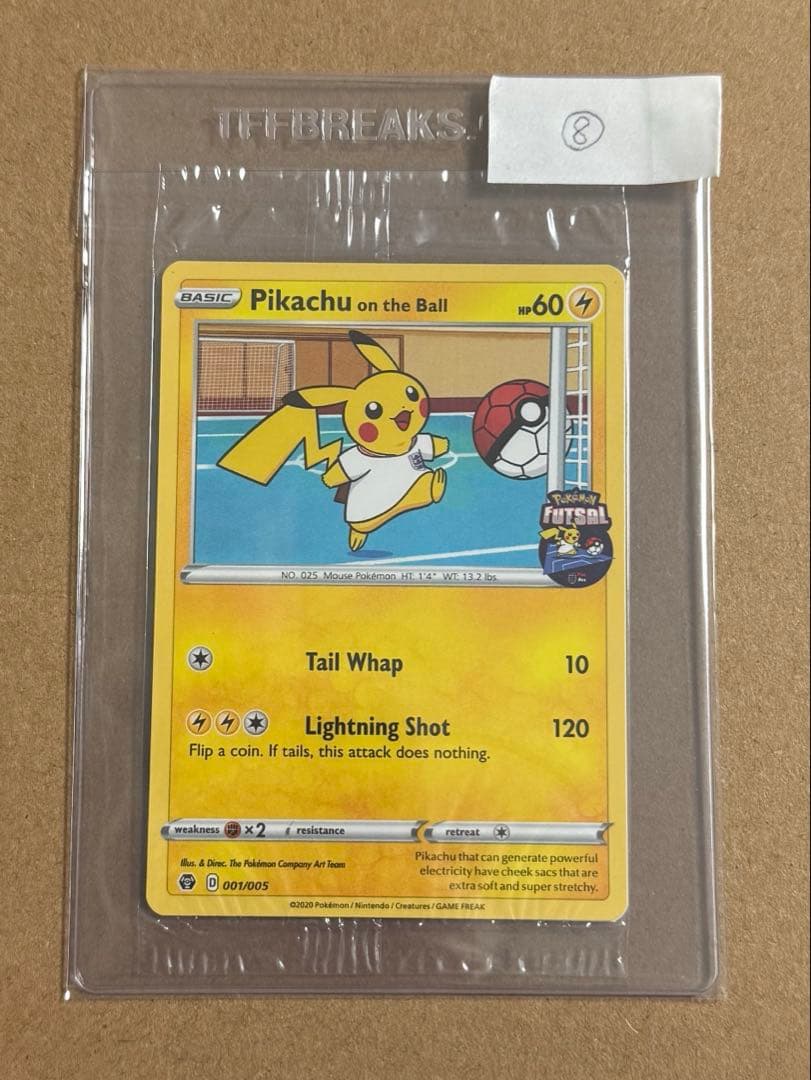 TFFBREAKS.
8
BASIC Pikachu on the Ball HP60
Pokémon
FUTSAL
NO. 025 Mouse Pokémon HT: 1'4" WT: 13.2 lbs.
Tail Whap 10
Lightning Shot 120
Flip a coin. If tails, this attack does nothing.
weakness ×2 resistance retreat
Illus. & Direc. The Pokémon Company Art Team
D 001/005
Pikachu that can generate powerful
electricity have cheek sacs that are
extra soft and super stretchy.
©2020 Pokémon / Nintendo / Creatures / GAME FREAK